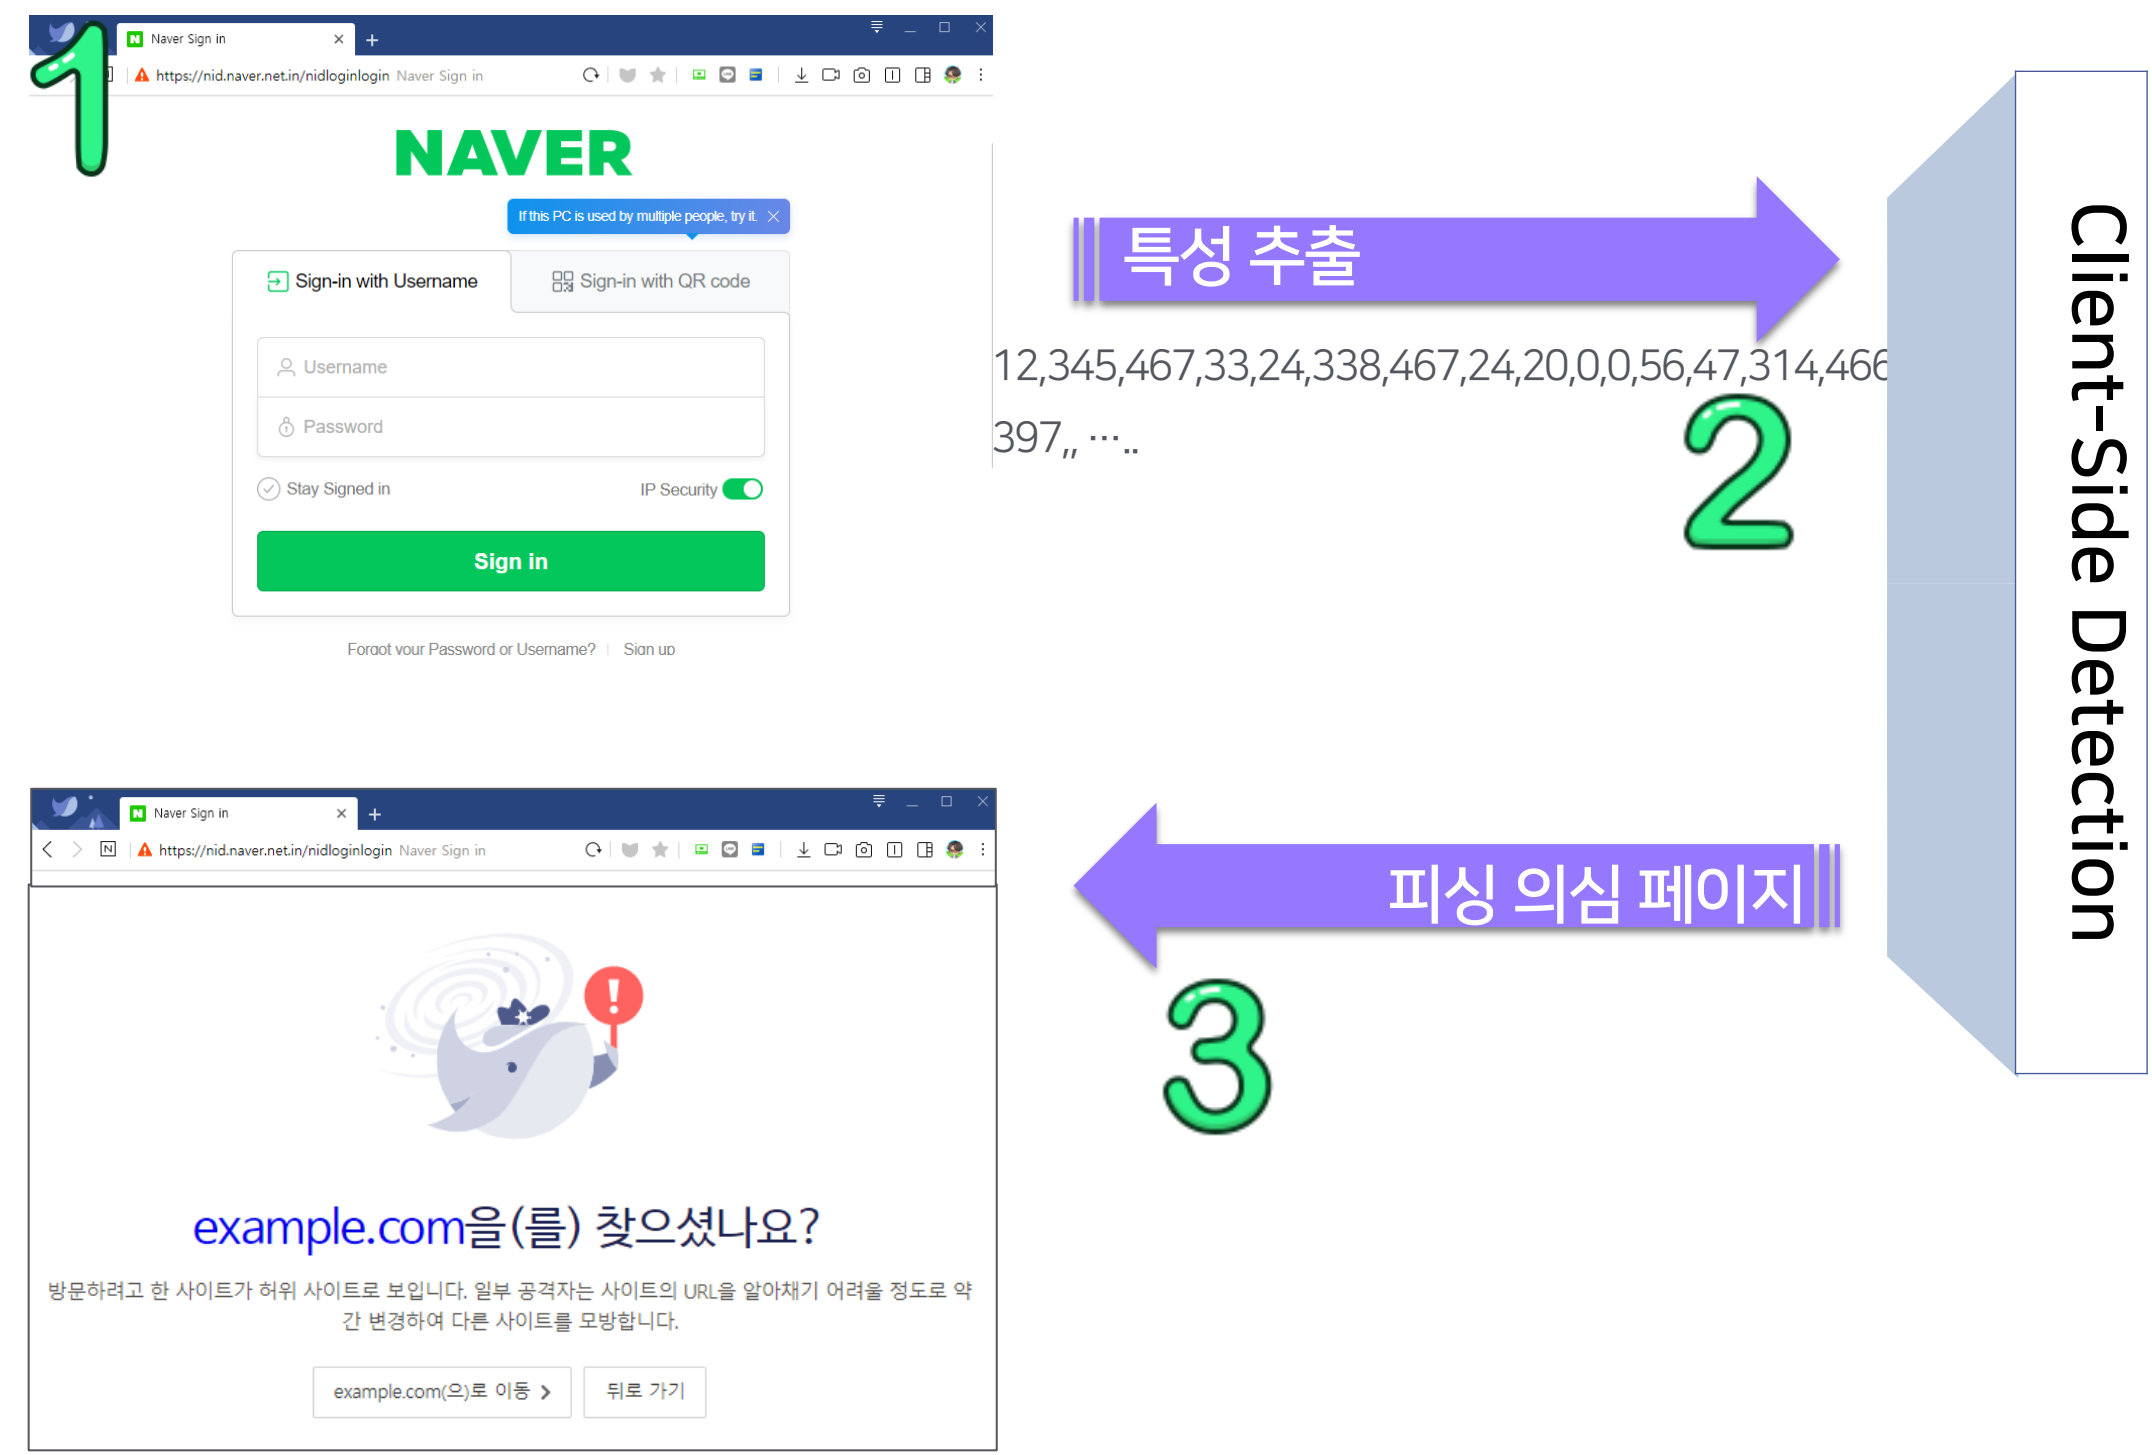 1
Naver Sign in
https://nid.naver.net.in/nidloginlogin Naver Sign in
NAVER
If this PC is used by multiple people, try it.
Sign-in with Username
Sign-in with QR code
Username
Password
Stay Signed in
IP Security
Sign in
Forgot your Password or Username?
Sign up
특성 추출
12,345,467,33,24,338,467,24,20,0,0,56,47,314,466
397,, ⋯..
2
Client-Side Detection
피싱 의심 페이지
3
Naver Sign in
https://nid.naver.net.in/nidloginlogin Naver Sign in
example.com을(를) 찾으셨나요?
방문하려고 한 사이트가 허위 사이트로 보입니다. 일부 공격자는 사이트의 URL을 알아채기 어려울 정도로 약
간 변경하여 다른 사이트를 모방합니다.
example.com(으)로 이동
뒤로 가기